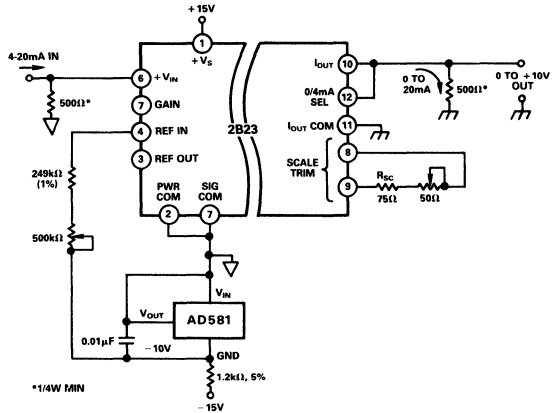 +15V
1
+VS
4-20mA IN
6
+VIN
500Ω*
7
GAIN
4
REF IN
3
REF OUT
2B23
IOUT
10
0/4mA
SEL
12
IOUT COM
11
SCALE
TRIM
8
9
0 TO
20mA
500Ω*
0 TO +10V
OUT
RSC
75Ω
50Ω
249kΩ
(1%)
PWR
COM
2
SIG
COM
7
500kΩ
VIN
VOUT
AD581
0.01μF
−10V
GND
1.2kΩ, 5%
−15V
*1/4W MIN